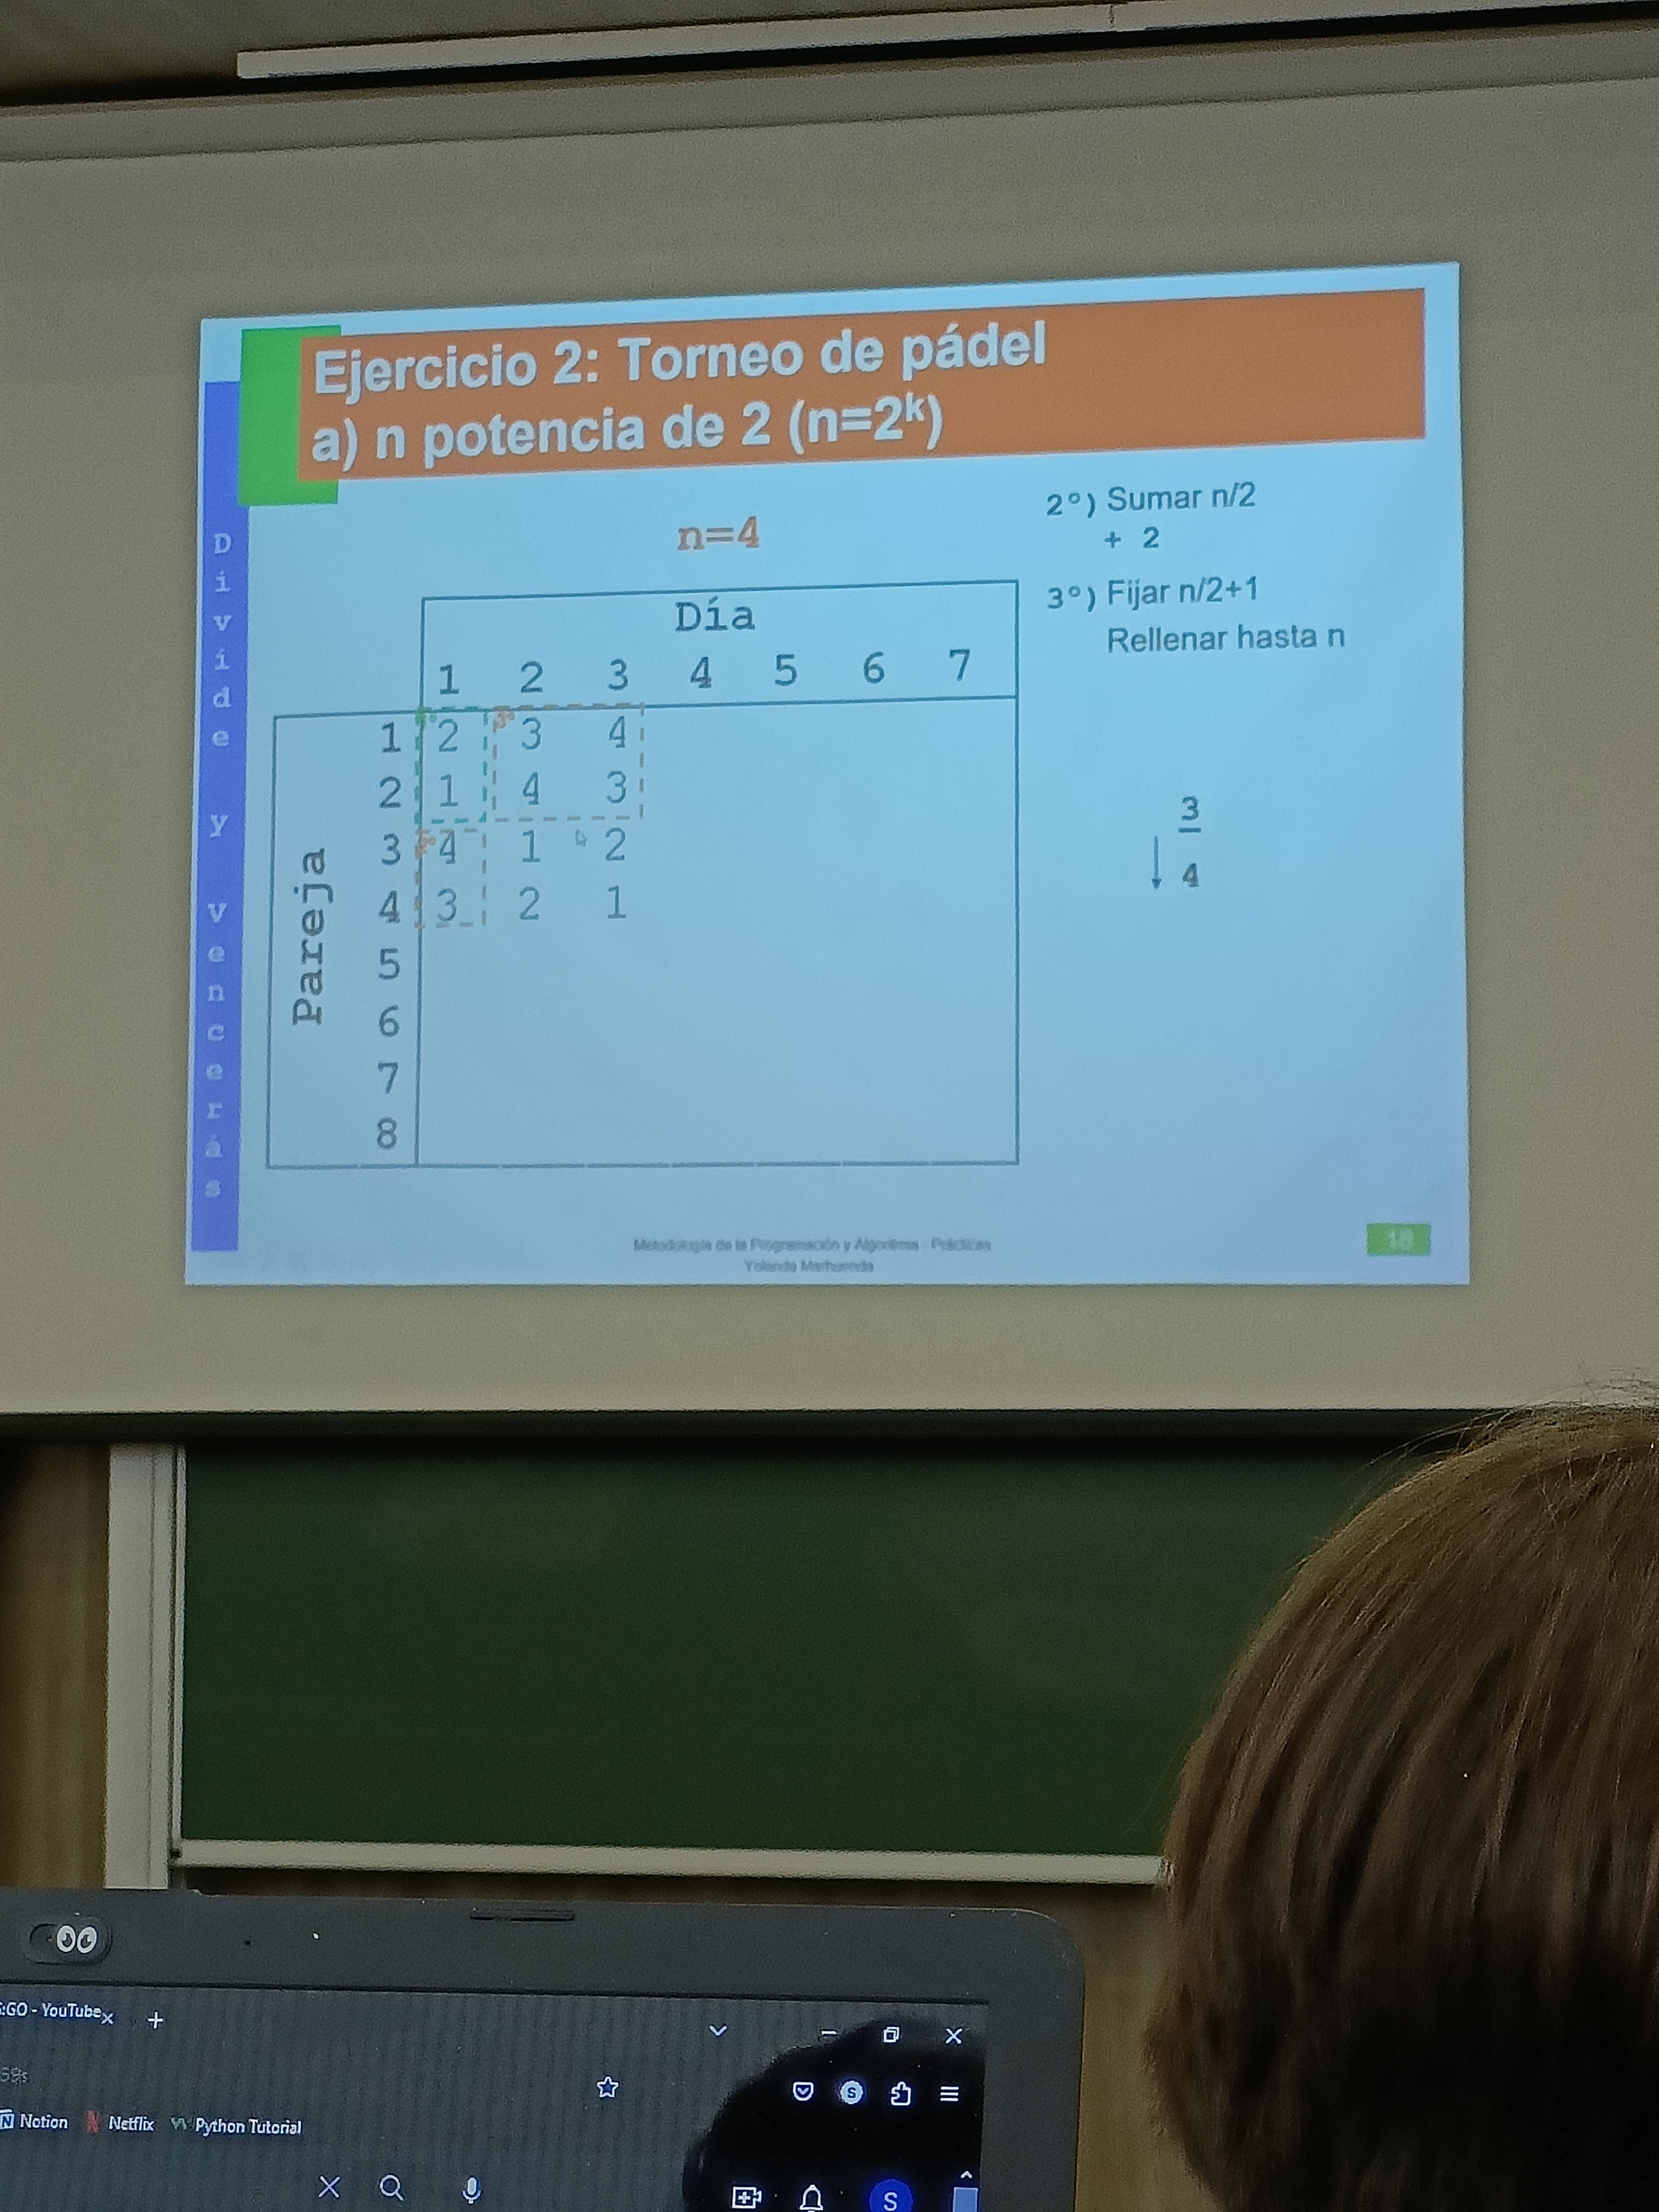 Ejercicio 2: Torneo de pádel
a) n potencia de 2 (n=2ᵏ)
Divide y vencerás
n=4
2º) Sumar n/2
+ 2
3º) Fijar n/2+1
Rellenar hasta n
Día
1 2 3 4 5 6 7
Pareja
1 2 3 4
2 1 4 3
3 4 1 2
4 3 2 1
5
6
7
8
3
4
Metodología de la Programación y Algoritmia - Prácticas
Yolanda Marhuenda
18
:GO - YouTube
Notion Netflix Python Tutorial
S
S